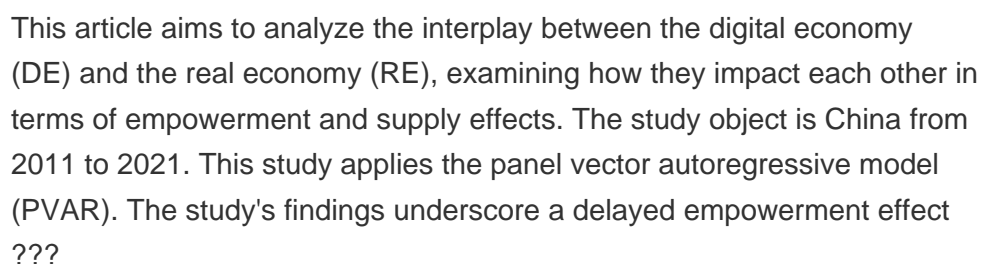 This article aims to analyze the interplay between the digital economy
(DE) and the real economy (RE), examining how they impact each other in
terms of empowerment and supply effects. The study object is China from
2011 to 2021. This study applies the panel vector autoregressive model
(PVAR). The study's findings underscore a delayed empowerment effect
???